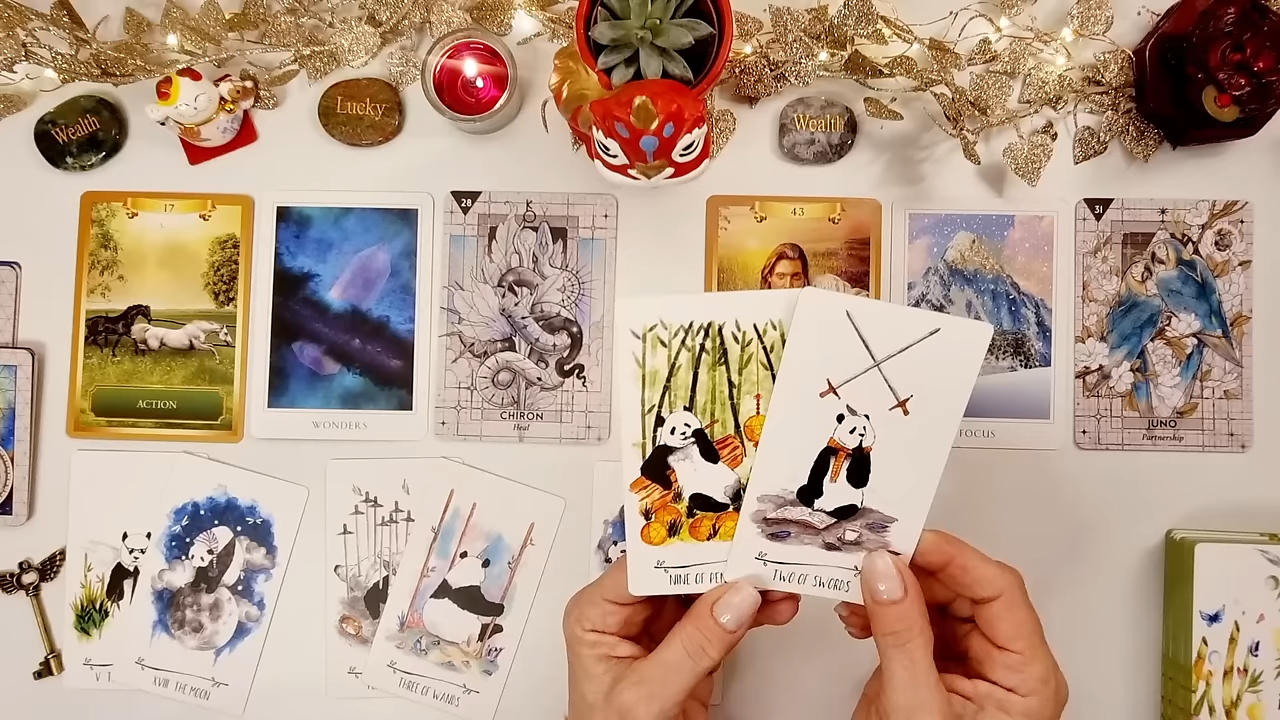 Wealth
Lucky
Wealth
17
ACTION
WONDERS
28
CHIRON
Heal
43
FOCUS
31
JUNO
Partnership
NINE OF PEN
TWO OF SWORDS
V T
XVIII THE MOON
THREE OF WANDS